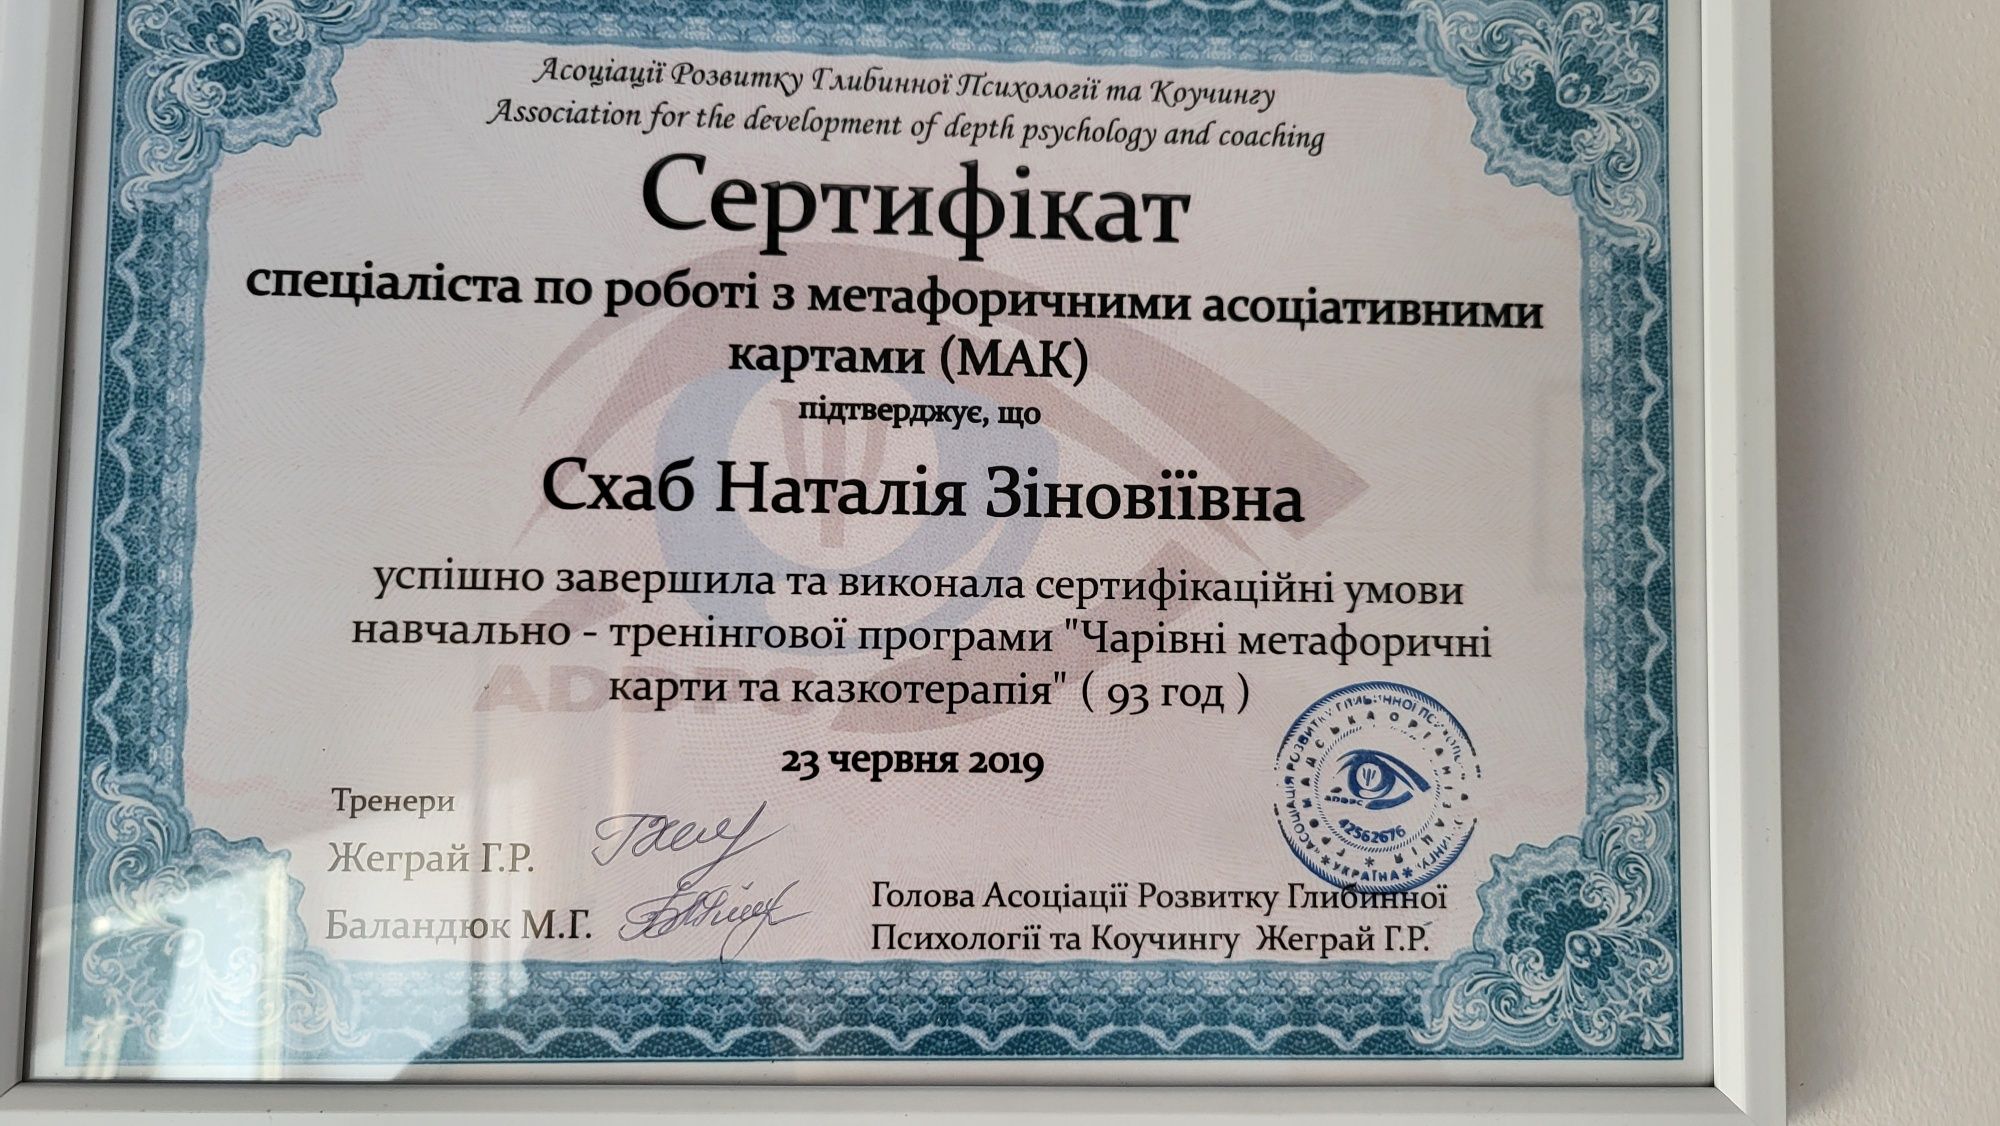 Асоціації Розвитку Глибинної Психології та Коучингу
Association for the development of depth psychology and coaching
Сертифікат
спеціаліста по роботі з метафоричними асоціативними
картами (МАК)
підтверджує, що
Схаб Наталія Зіновіївна
успішно завершила та виконала сертифікаційні умови
навчально - тренінгової програми "Чарівні метафоричні
карти та казкотерапія" ( 93 год )
23 червня 2019
Тренери
Жеграй Г.Р.
Баландюк М.Г.
Голова Асоціації Розвитку Глибинної
Психології та Коучингу Жеграй Г.Р.
42562676
*УКРАЇНА*